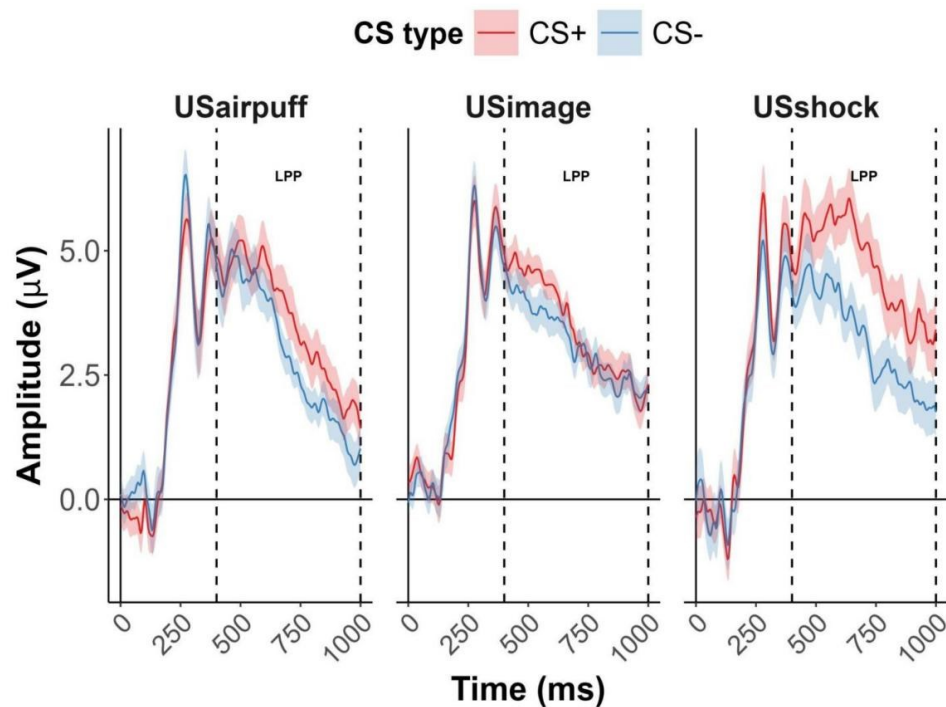 CS type CS+ CS-
USairpuff USimage USshock
LPP LPP LPP
5.0
2.5
0.0
Amplitude (μV)
0 250 500 750 1000 0 250 500 750 1000 0 250 500 750 1000
Time (ms)